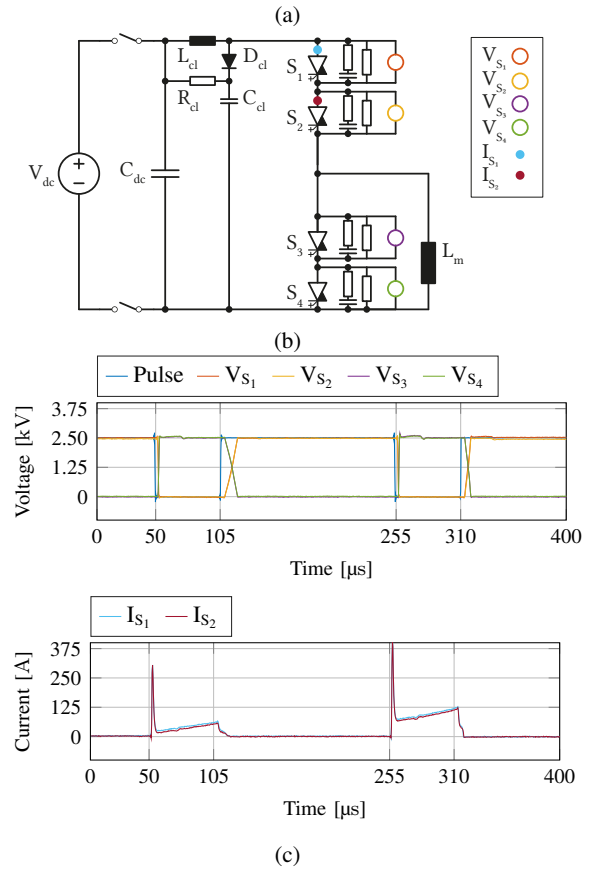 (a)
L_cl D_cl
R_cl C_cl
V_dc
C_dc
S_1
S_2
S_3
S_4
L_m
V_S₁
V_S₂
V_S₃
V_S₄
I_S₁
I_S₂
(b)
Pulse V_S₁ V_S₂ V_S₃ V_S₄
Voltage [kV]
3.75
2.50
1.25
0
0 50 105 255 310 400
Time [µs]
I_S₁ I_S₂
Current [A]
375
250
125
0
0 50 105 255 310 400
Time [µs]
(c)